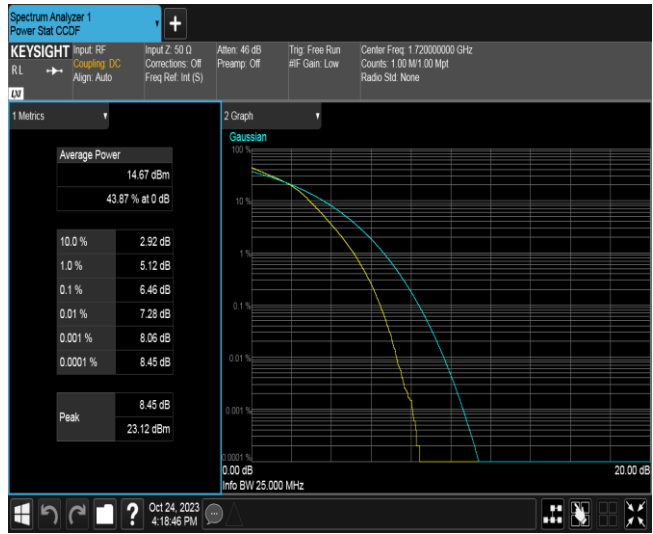 Spectrum Analyzer 1
Power Stat CCDF
+
KEYSIGHT
RL
LXI
Input: RF
Coupling: DC
Align: Auto
Input Z: 50 Ω
Corrections: Off
Freq Ref: Int (S)
Atten: 46 dB
Preamp: Off
Trig: Free Run
#IF Gain: Low
Center Freq: 1.720000000 GHz
Counts: 1.00 M/1.00 Mpt
Radio Std: None
1 Metrics
Average Power
14.67 dBm
43.87 % at 0 dB
10.0 % 2.92 dB
1.0 % 5.12 dB
0.1 % 6.46 dB
0.01 % 7.28 dB
0.001 % 8.06 dB
0.0001 % 8.45 dB
Peak
8.45 dB
23.12 dBm
2 Graph
Gaussian
100 %
10 %
1 %
0.1 %
0.01 %
0.001 %
0.0001 %
0.00 dB
20.00 dB
Info BW 25.000 MHz
?
Oct 24, 2023
4:18:46 PM